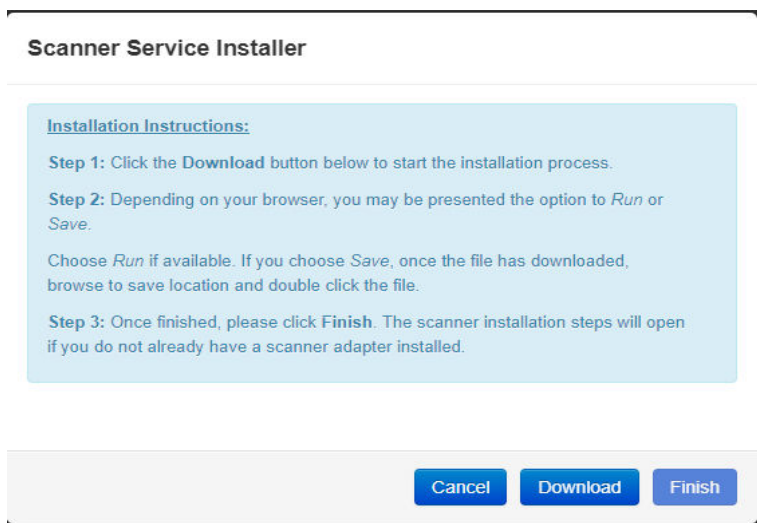 Scanner Service Installer
Installation Instructions:
Step 1: Click the Download button below to start the installation process.
Step 2: Depending on your browser, you may be presented the option to Run or
Save.
Choose Run if available. If you choose Save, once the file has downloaded,
browse to save location and double click the file.
Step 3: Once finished, please click Finish. The scanner installation steps will open
if you do not already have a scanner adapter installed.
Cancel Download Finish